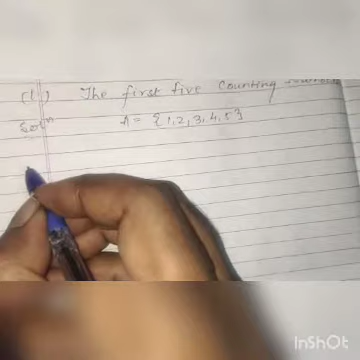 (i) The first five counting
Solⁿ A = {1, 2, 3, 4, 5}
InShOt